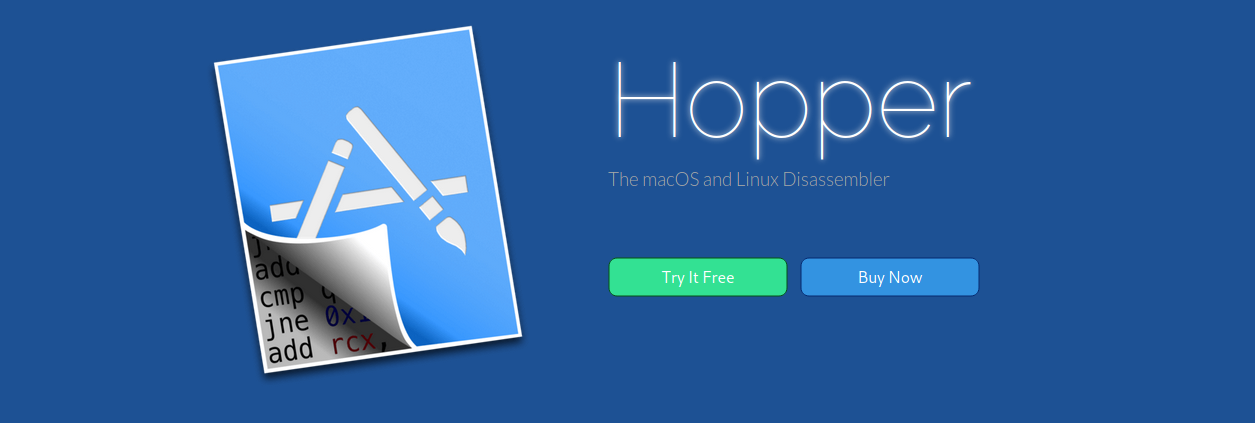 Hopper
The macOS and Linux Disassembler
Try It Free
Buy Now
add
cmp
jne
add rcx,